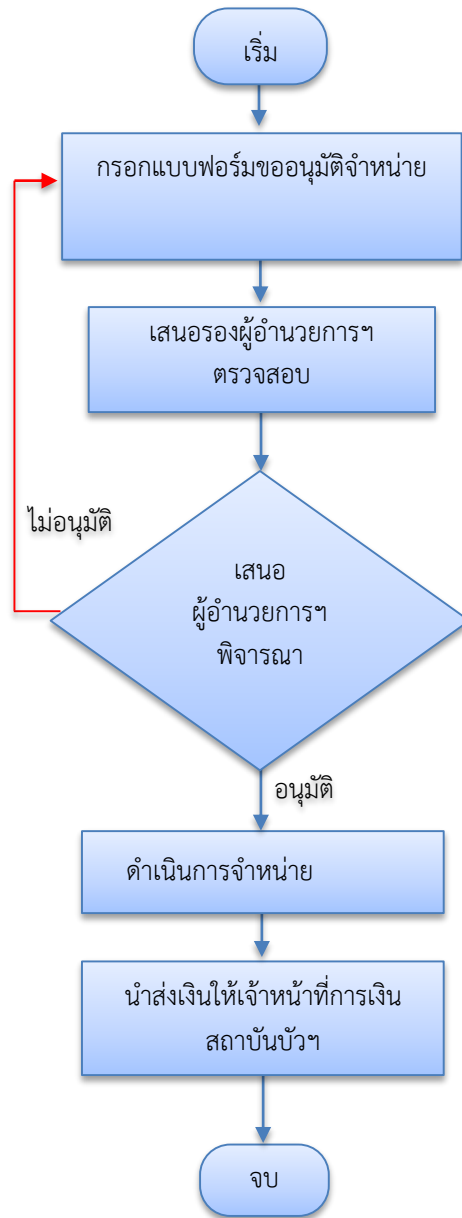 เริ่ม
กรอกแบบฟอร์มขออนุมัติจำหน่าย
เสนอรองผู้อำนวยการฯ
ตรวจสอบ
ไม่อนุมัติ
เสนอ
ผู้อำนวยการฯ
พิจารณา
อนุมัติ
ดำเนินการจำหน่าย
นำส่งเงินให้เจ้าหน้าที่การเงิน
สถาบันบัวฯ
จบ